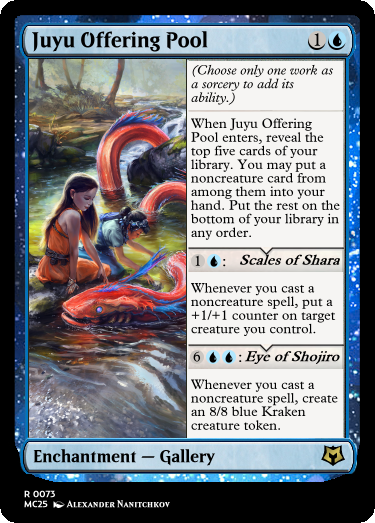 Juyu Offering Pool 1
(Choose only one work as
a sorcery to add its
ability.)
When Juyu Offering
Pool enters, reveal the
top five cards of your
library. You may put a
noncreature card from
among them into your
hand. Put the rest on the
bottom of your library in
any order.
1 : Scales of Shara
Whenever you cast a
noncreature spell, put a
+1/+1 counter on target
creature you control.
6 : Eye of Shojiro
Whenever you cast a
noncreature spell, create
an 8/8 blue Kraken
creature token.
Enchantment — Gallery
R 0073
MC25 Alexander Nanitchkov